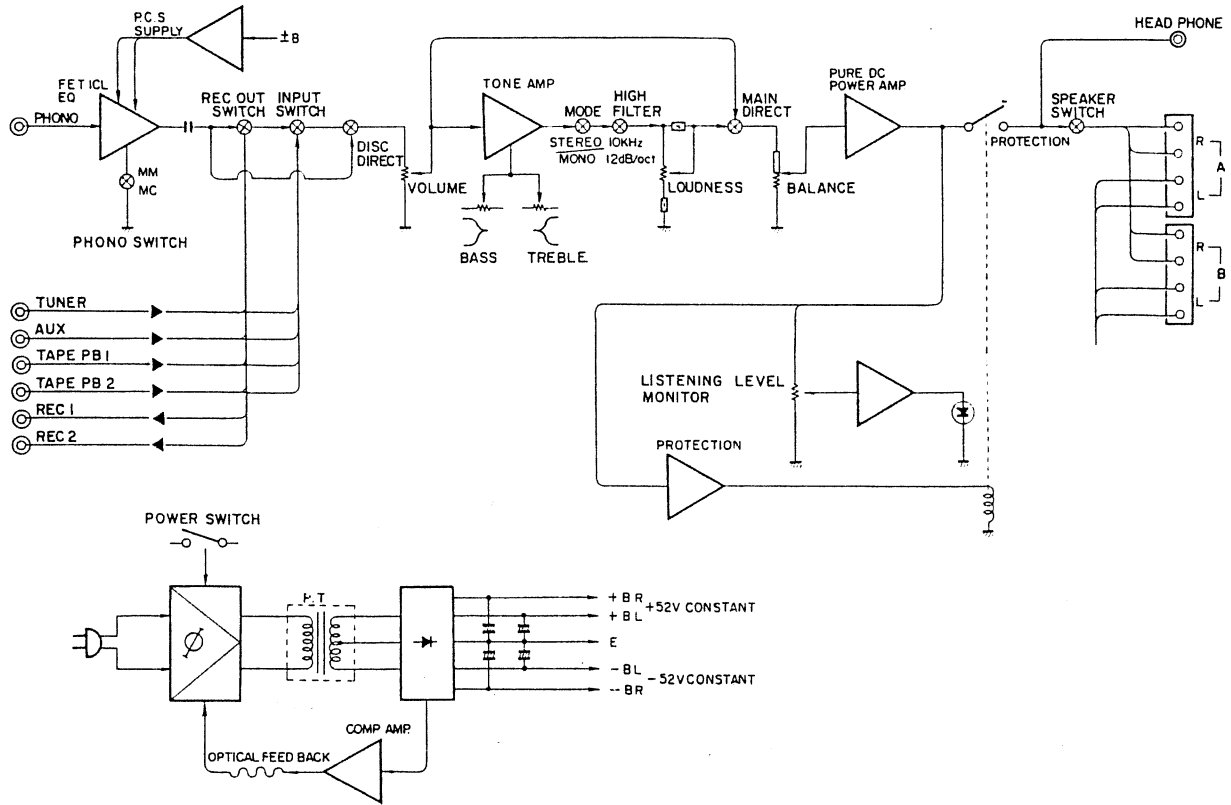 HEAD PHONE
P.C.S
SUPPLY
±B
FET ICL
EQ
REC OUT
SWITCH
INPUT
SWITCH
TONE AMP
MODE
HIGH
FILTER
MAIN
DIRECT
PURE DC
POWER AMP
SPEAKER
SWITCH
PHONO
DISC
DIRECT
STEREO
MONO
10KHz
12dB/oct
PROTECTION
MM
MC
VOLUME
LOUDNESS
BALANCE
R
A
L
PHONO SWITCH
BASS
TREBLE
R
B
L
TUNER
AUX
TAPE PB 1
TAPE PB 2
REC 1
REC 2
LISTENING LEVEL
MONITOR
PROTECTION
POWER SWITCH
P.T
+BR
+BL
+52V CONSTANT
E
-BL
--BR
-52V CONSTANT
COMP AMP.
OPTICAL FEED BACK